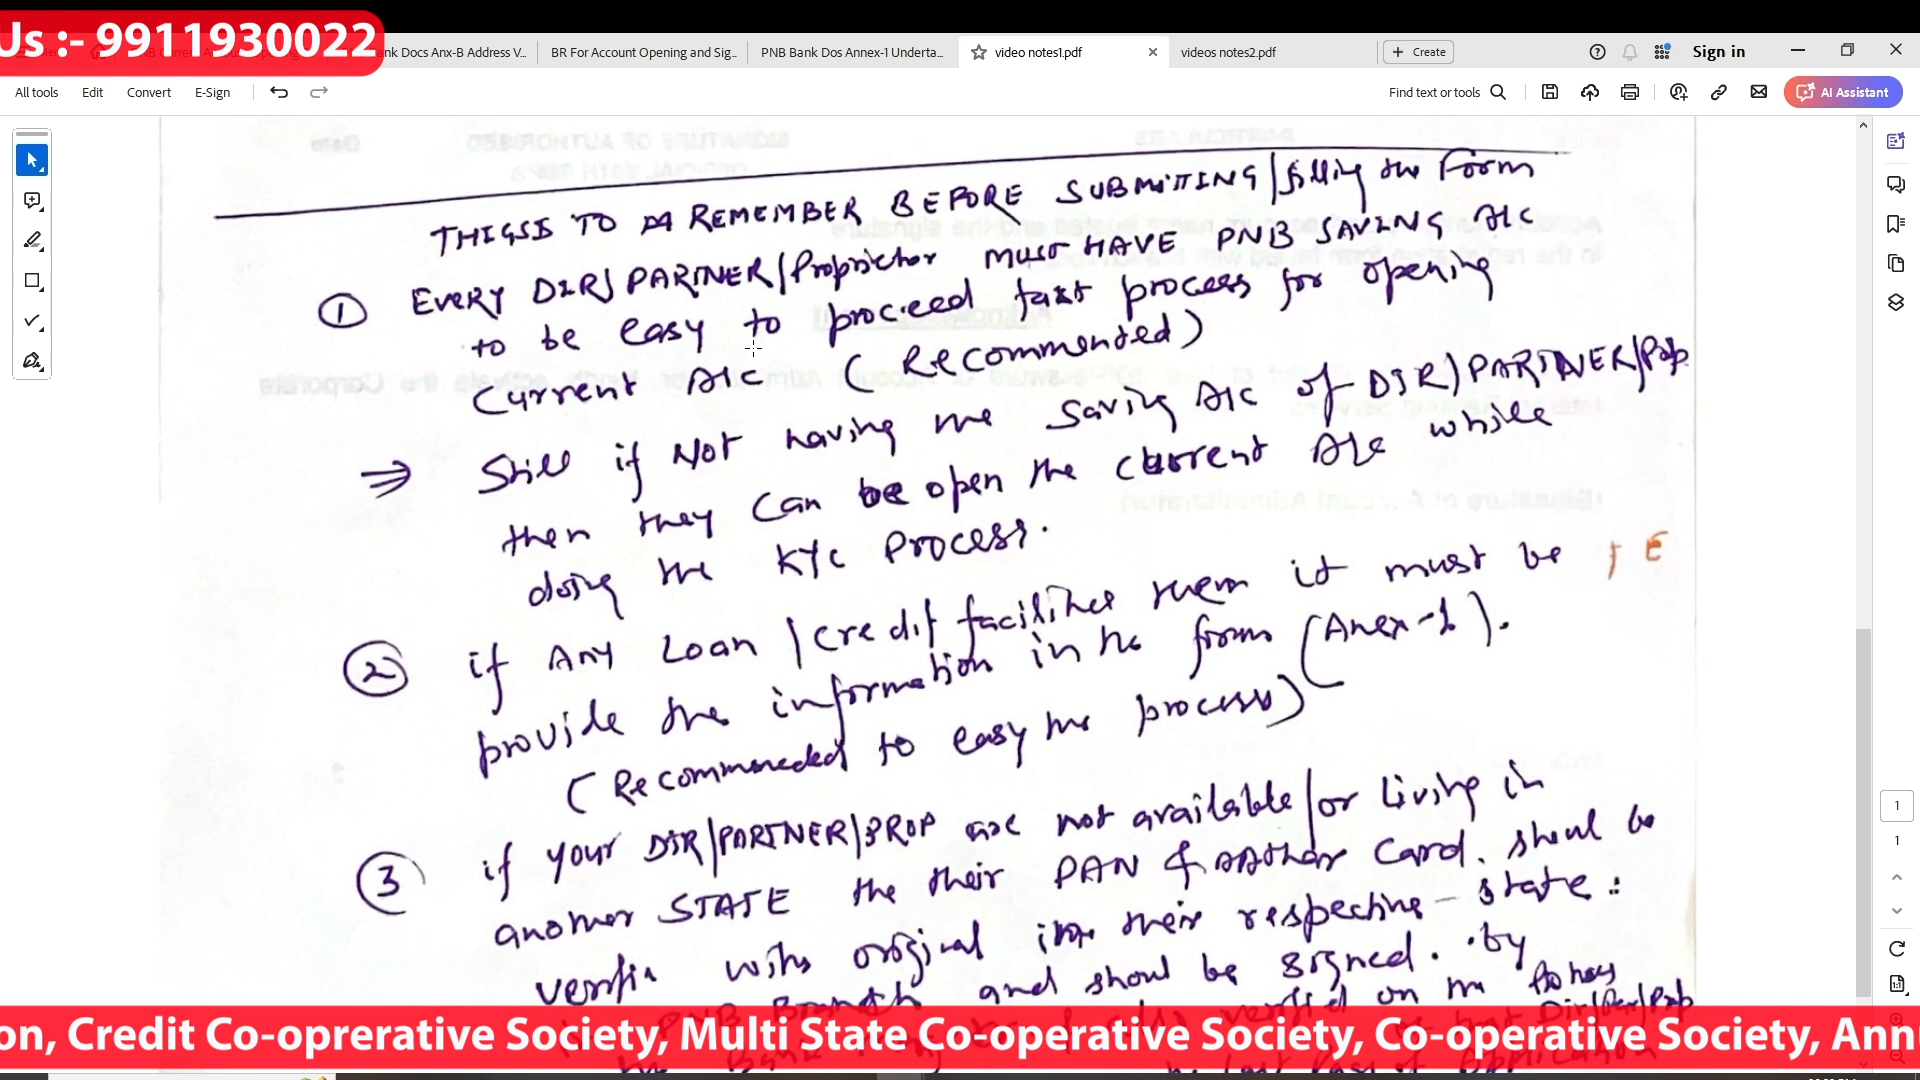 Us :- 9911930022
ank Docs Anx-B Address V...
BR For Account Opening and Sig...
PNB Bank Dos Annex-1 Underta...
video notes1.pdf
videos notes2.pdf
Create
Sign in
All tools
Edit
Convert
E-Sign
Find text or tools
AI Assistant
THIGSS TO REMEMBER BEFORE SUBMITTING/filling the Form
① EVERY DIR/PARTNER/Proprietor must HAVE PNB SAVING A/C
to be easy to proceed fast process for opening
Current A/c (Recommended)
⇒ Still if Not having the Saving A/c of DIR/PARTNER/Prop
then they can be open the current A/c while
doing the KYC Process.
② if Any Loan/Credit facilities them it must be
provide the information in the form (Anex-1).
(Recommended to easy the process)
③ if your DIR/PARTNER/PROP are not available/or Living in
another STATE the their PAN & Card. shoul be
with original their respective state:
PNB Branch and shoul be signed. by
on, Credit Co-oprerative Society, Multi State Co-operative Society, Co-operative Society, Ann
1
1